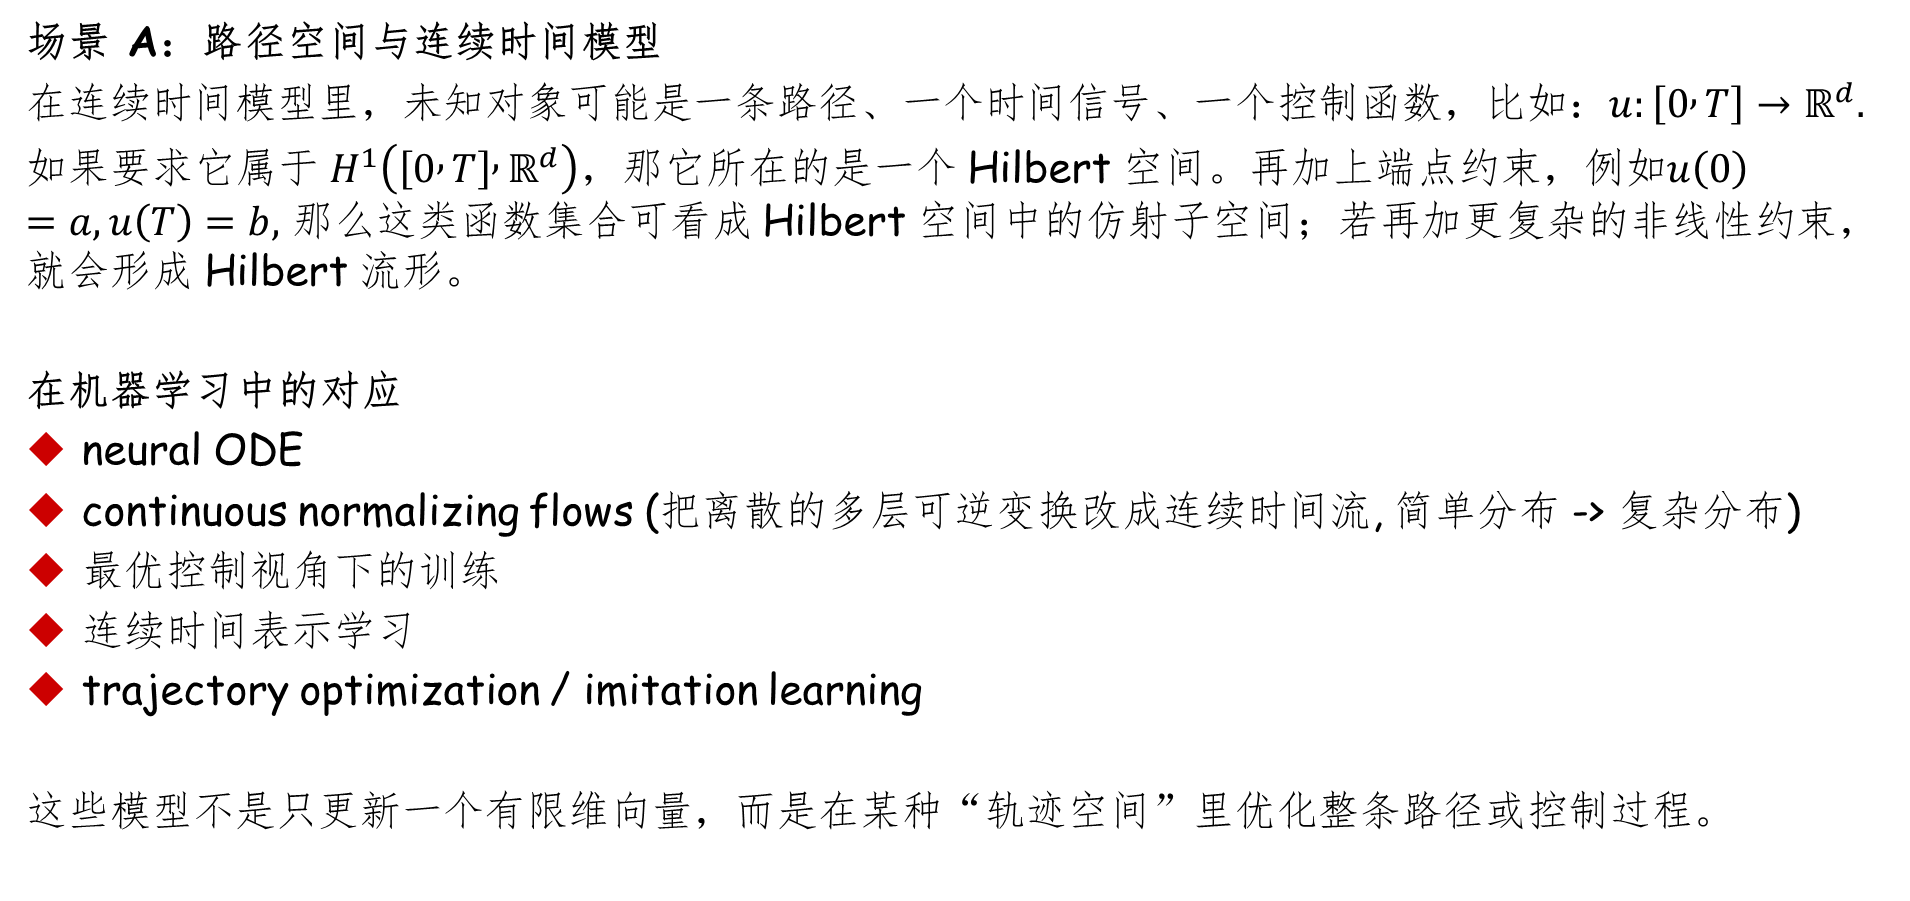 场景 A：路径空间与连续时间模型
在连续时间模型里，未知对象可能是一条路径、一个时间信号、一个控制函数，比如：u: [0, T] → ℝᵈ.
如果要求它属于 H¹([0, T], ℝᵈ)，那它所在的是一个 Hilbert 空间。再加上端点约束，例如u(0)
= a, u(T) = b, 那么这类函数集合可看成 Hilbert 空间中的仿射子空间；若再加更复杂的非线性约束，
就会形成 Hilbert 流形。
在机器学习中的对应
◆ neural ODE
◆ continuous normalizing flows (把离散的多层可逆变换改成连续时间流, 简单分布 -> 复杂分布)
◆ 最优控制视角下的训练
◆ 连续时间表示学习
◆ trajectory optimization / imitation learning
这些模型不是只更新一个有限维向量，而是在某种“轨迹空间”里优化整条路径或控制过程。